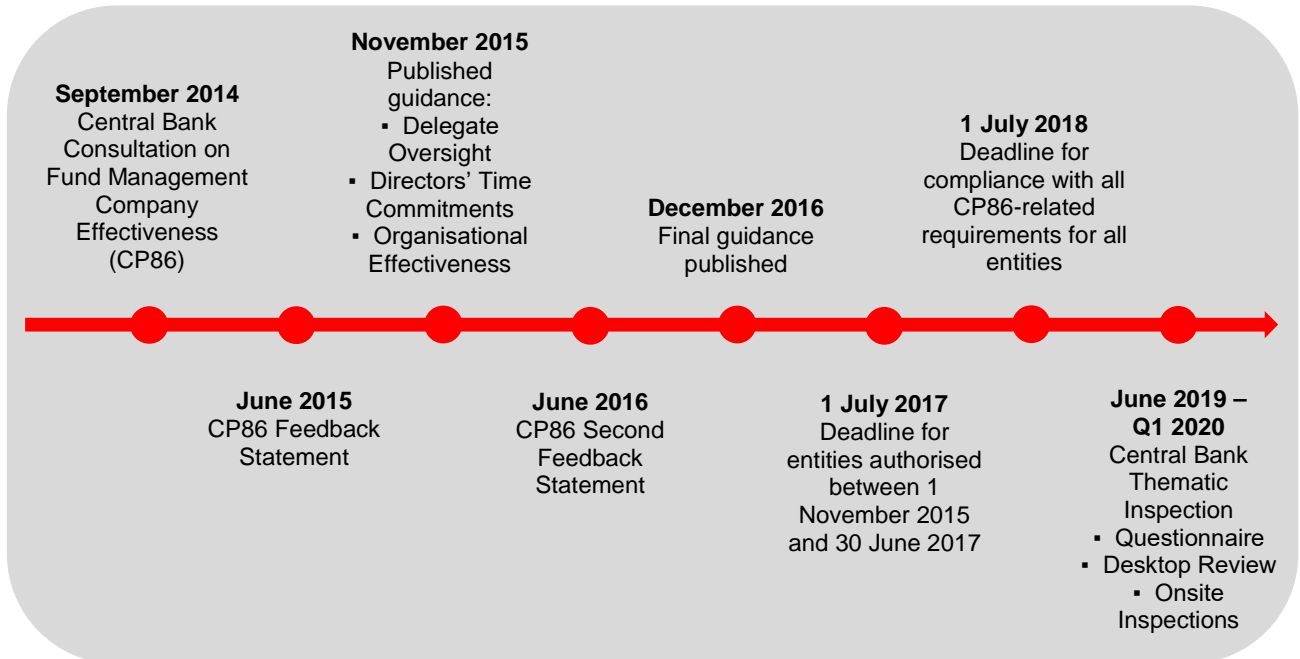 September 2014
Central Bank
Consultation on
Fund Management
Company
Effectiveness
(CP86)
June 2015
CP86 Feedback
Statement
November 2015
Published
guidance:
▪ Delegate
Oversight
▪ Directors’ Time
Commitments
▪ Organisational
Effectiveness
June 2016
CP86 Second
Feedback
Statement
December 2016
Final guidance
published
1 July 2017
Deadline for
entities authorised
between 1
November 2015
and 30 June 2017
1 July 2018
Deadline for
compliance with all
CP86-related
requirements for all
entities
June 2019 –
Q1 2020
Central Bank
Thematic
Inspection
▪ Questionnaire
▪ Desktop Review
▪ Onsite
Inspections